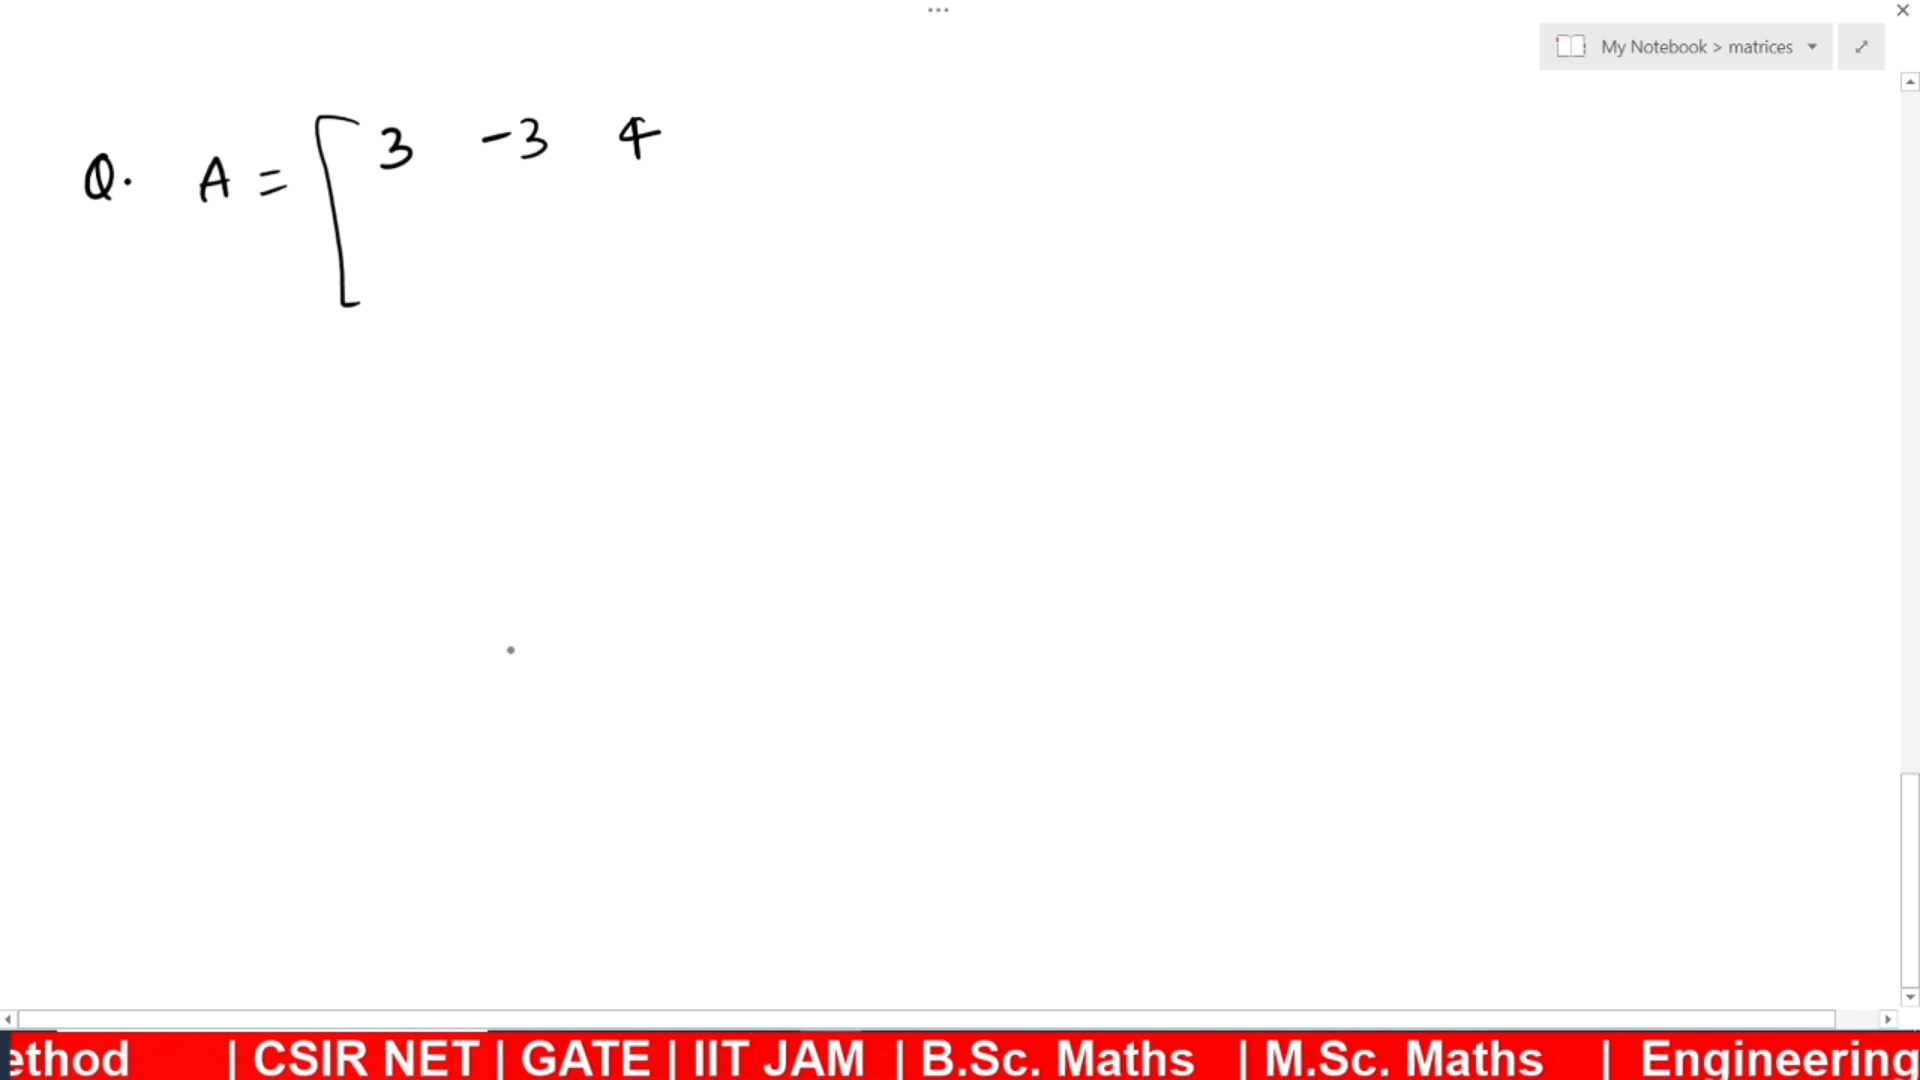 My Notebook > matrices
Q. A = [ 3 -3 4
ethod | CSIR NET | GATE | IIT JAM | B.Sc. Maths | M.Sc. Maths | Engineering